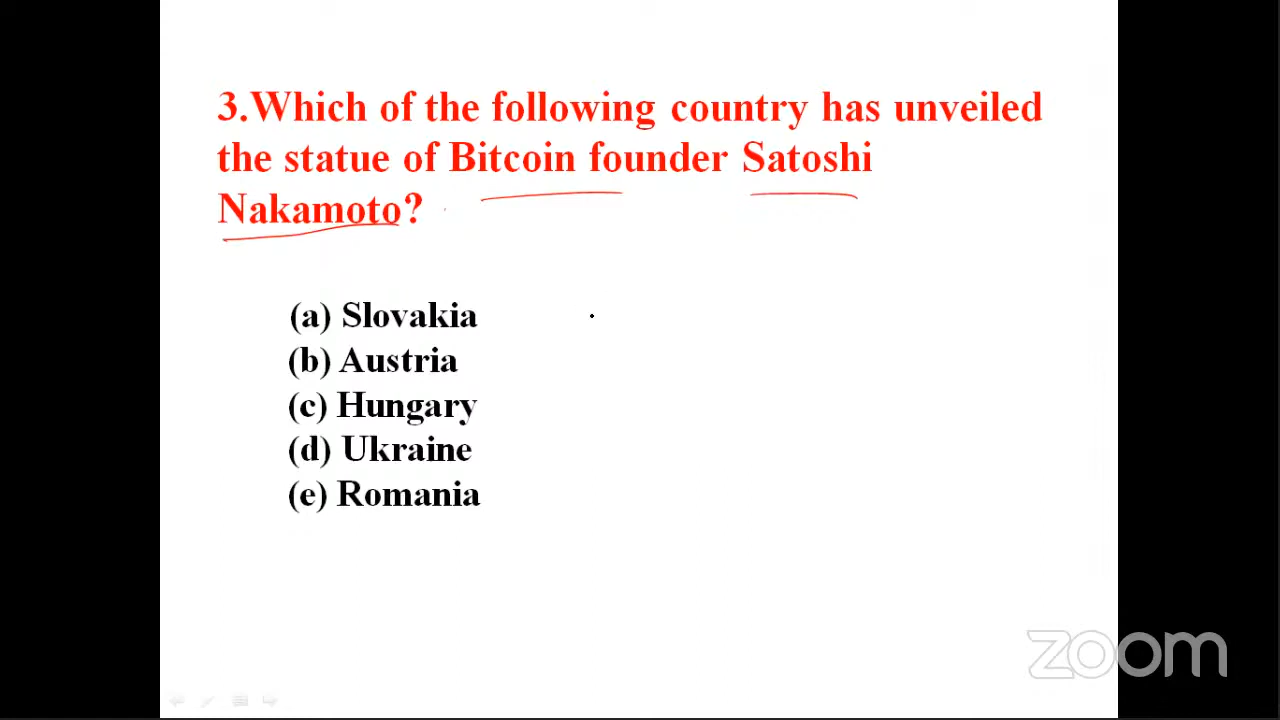 3.Which of the following country has unveiled
the statue of Bitcoin founder Satoshi
Nakamoto?
(a) Slovakia
(b) Austria
(c) Hungary
(d) Ukraine
(e) Romania
zoom